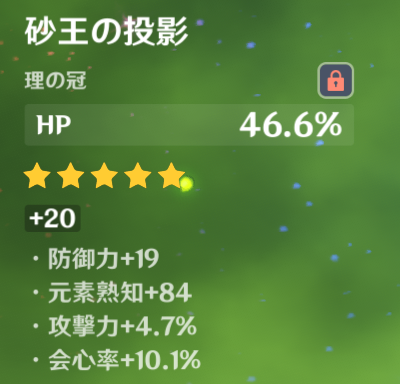 砂王の投影
理の冠
HP 46.6%
+20
・防御力+19
・元素熟知+84
・攻撃力+4.7%
・会心率+10.1%